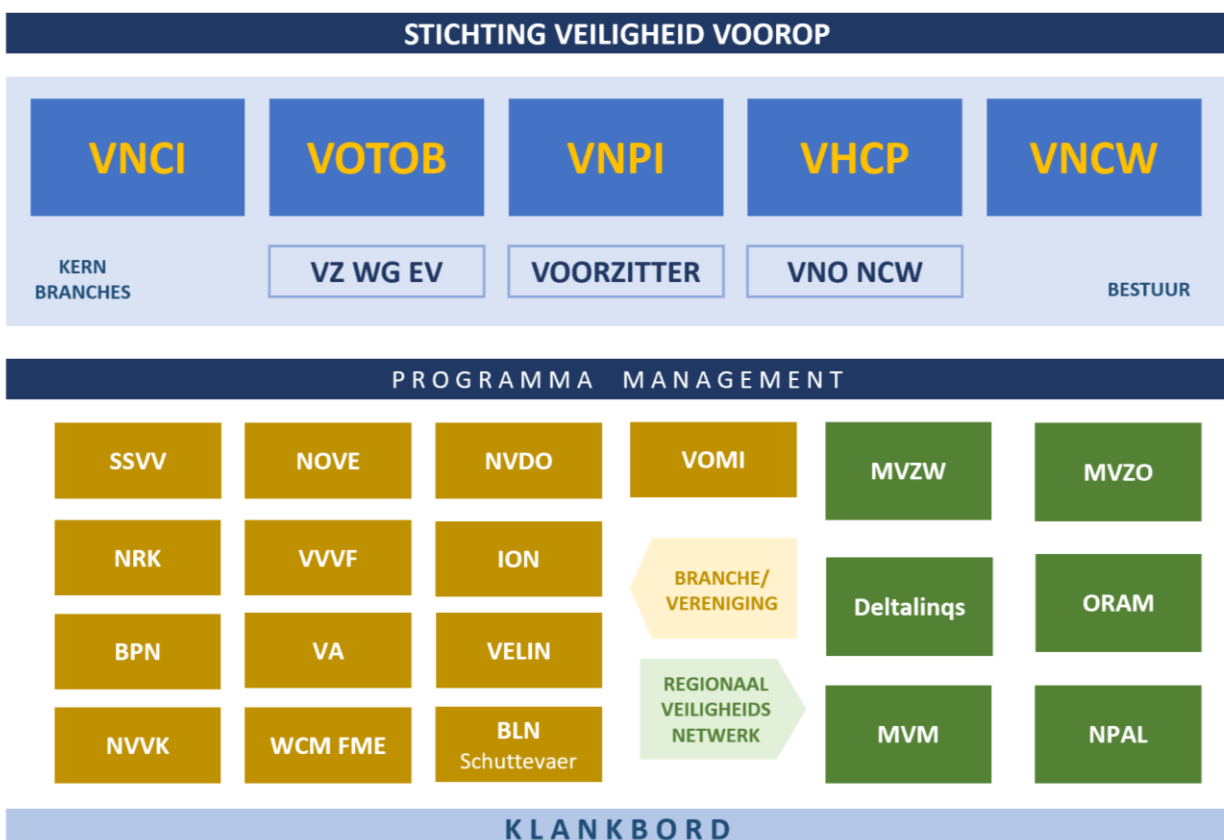 STICHTING VEILIGHEID VOOROP
VNCI
VOTOB
VNPI
VHCP
VNCW
KERN
BRANCHES
VZ WG EV
VOORZITTER
VNO NCW
BESTUUR
PROGRAMMA MANAGEMENT
SSVV
NOVE
NVDO
VOMI
MVZW
MVZO
NRK
VVVF
ION
BRANCHE/
VERENIGING
Deltalinqs
ORAM
BPN
VA
VELIN
REGIONAAL
VEILIGHEIDS
NETWERK
NVVK
WCM FME
BLN
Schuttevaer
MVM
NPAL
KLANKBORD